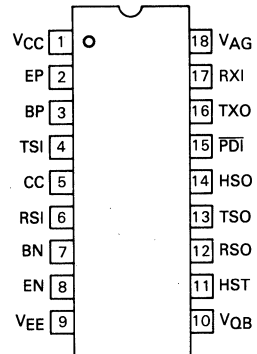 VCC 1 18 VAG
EP 2 17 RXI
BP 3 16 TXO
TSI 4 15 P̅D̅I̅
CC 5 14 HSO
RSI 6 13 TSO
BN 7 12 RSO
EN 8 11 HST
VEE 9 10 VQB